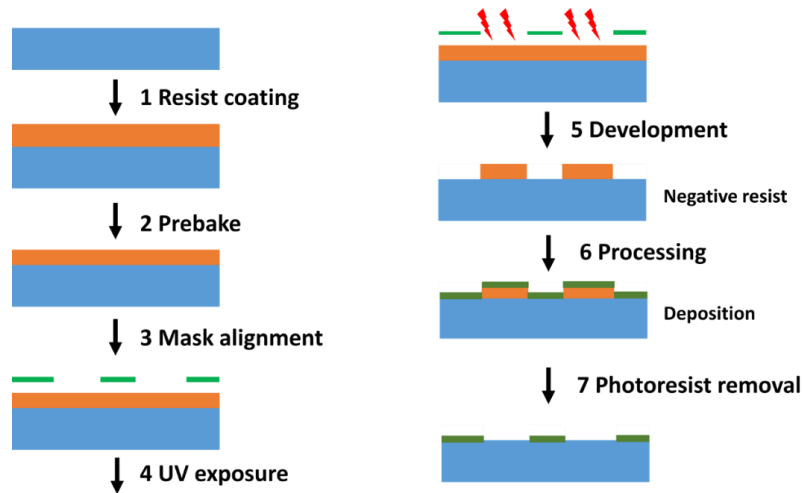 1 Resist coating
2 Prebake
3 Mask alignment
4 UV exposure
5 Development
Negative resist
6 Processing
Deposition
7 Photoresist removal